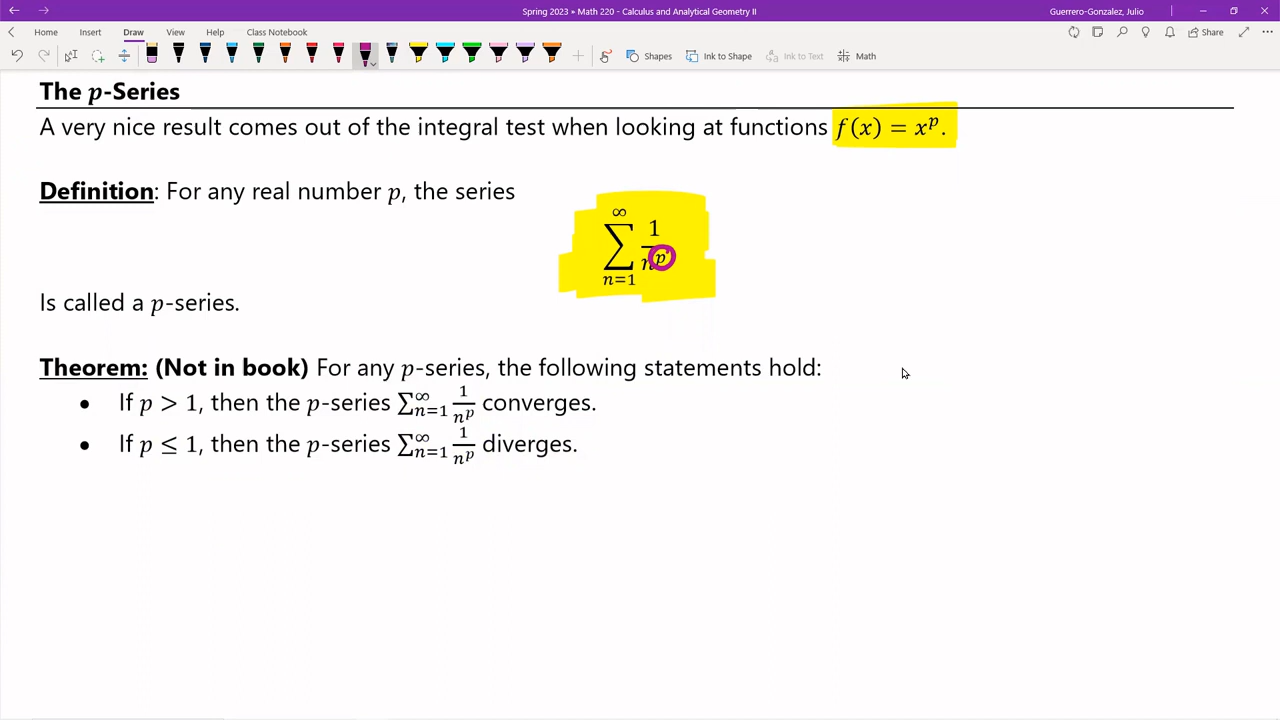 Spring 2023 » Math 220 - Calculus and Analytical Geometry II
Guerrero-Gonzalez, Julio
Home Insert Draw View Help Class Notebook
Share
Shapes Ink to Shape Ink to Text Math
The p-Series
A very nice result comes out of the integral test when looking at functions f(x) = x^p.
Definition: For any real number p, the series
∑_{n=1}^{∞} 1/n^p
Is called a p-series.
Theorem: (Not in book) For any p-series, the following statements hold:
• If p > 1, then the p-series ∑_{n=1}^{∞} 1/n^p converges.
• If p ≤ 1, then the p-series ∑_{n=1}^{∞} 1/n^p diverges.